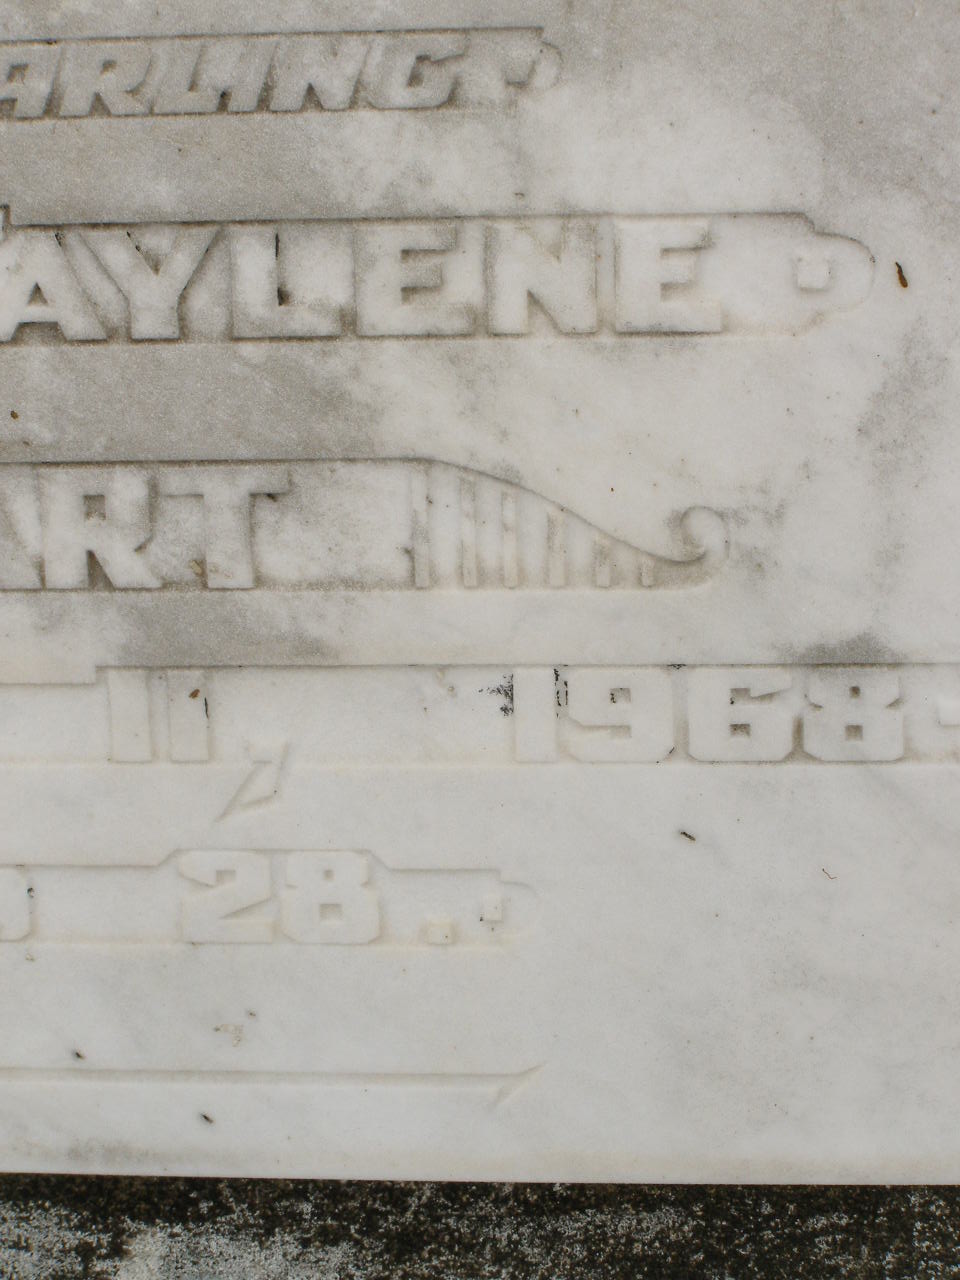 ARLING
AYLENE
ART
11, 1968
28.